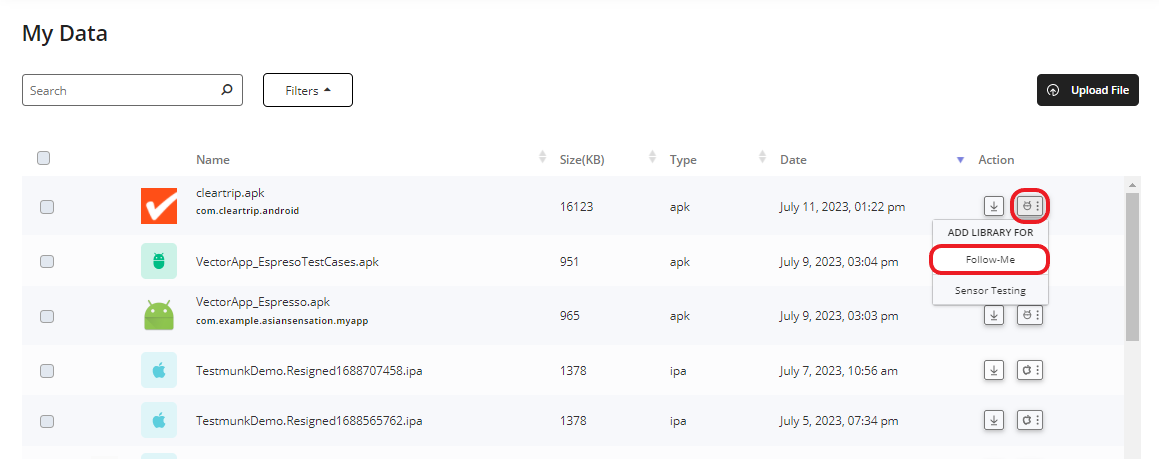 My Data
Search
Filters
Upload File
Name Size(KB) Type Date Action
cleartrip.apk
com.cleartrip.android
16123 apk July 11, 2023, 01:22 pm
ADD LIBRARY FOR
Follow-Me
Sensor Testing
VectorApp_EspresoTestCases.apk 951 apk July 9, 2023, 03:04 pm
VectorApp_Espresso.apk
com.example.asiansensation.myapp
965 apk July 9, 2023, 03:03 pm
TestmunkDemo.Resigned1688707458.ipa 1378 ipa July 7, 2023, 10:56 am
TestmunkDemo.Resigned1688565762.ipa 1378 ipa July 5, 2023, 07:34 pm